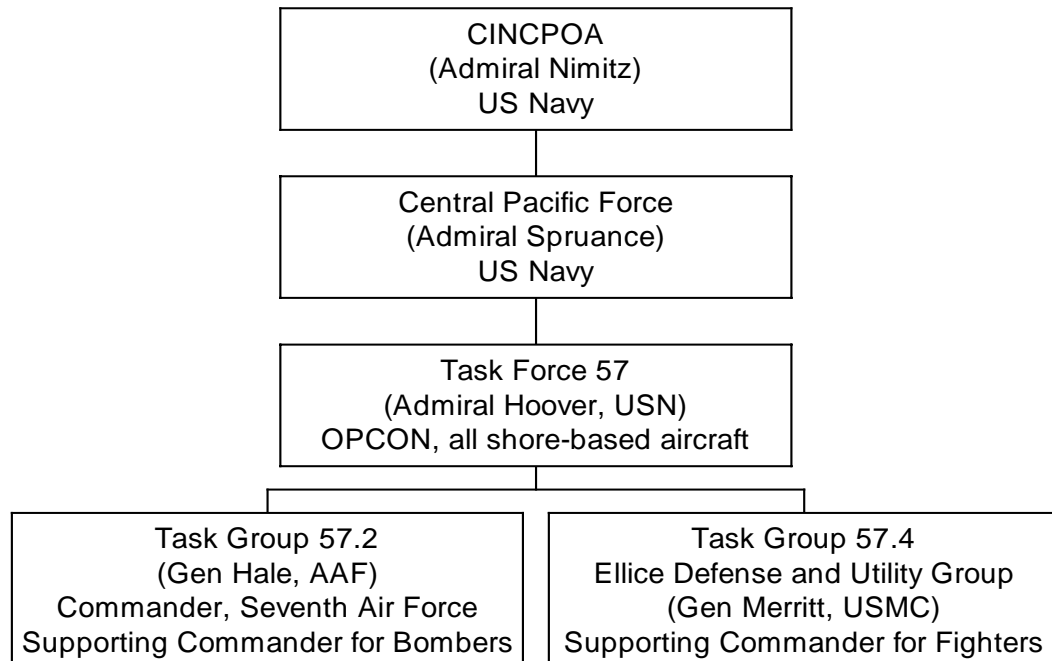 CINCPOA
(Admiral Nimitz)
US Navy
Central Pacific Force
(Admiral Spruance)
US Navy
Task Force 57
(Admiral Hoover, USN)
OPCON, all shore-based aircraft
Task Group 57.2
(Gen Hale, AAF)
Commander, Seventh Air Force
Supporting Commander for Bombers
Task Group 57.4
Ellice Defense and Utility Group
(Gen Merritt, USMC)
Supporting Commander for Fighters